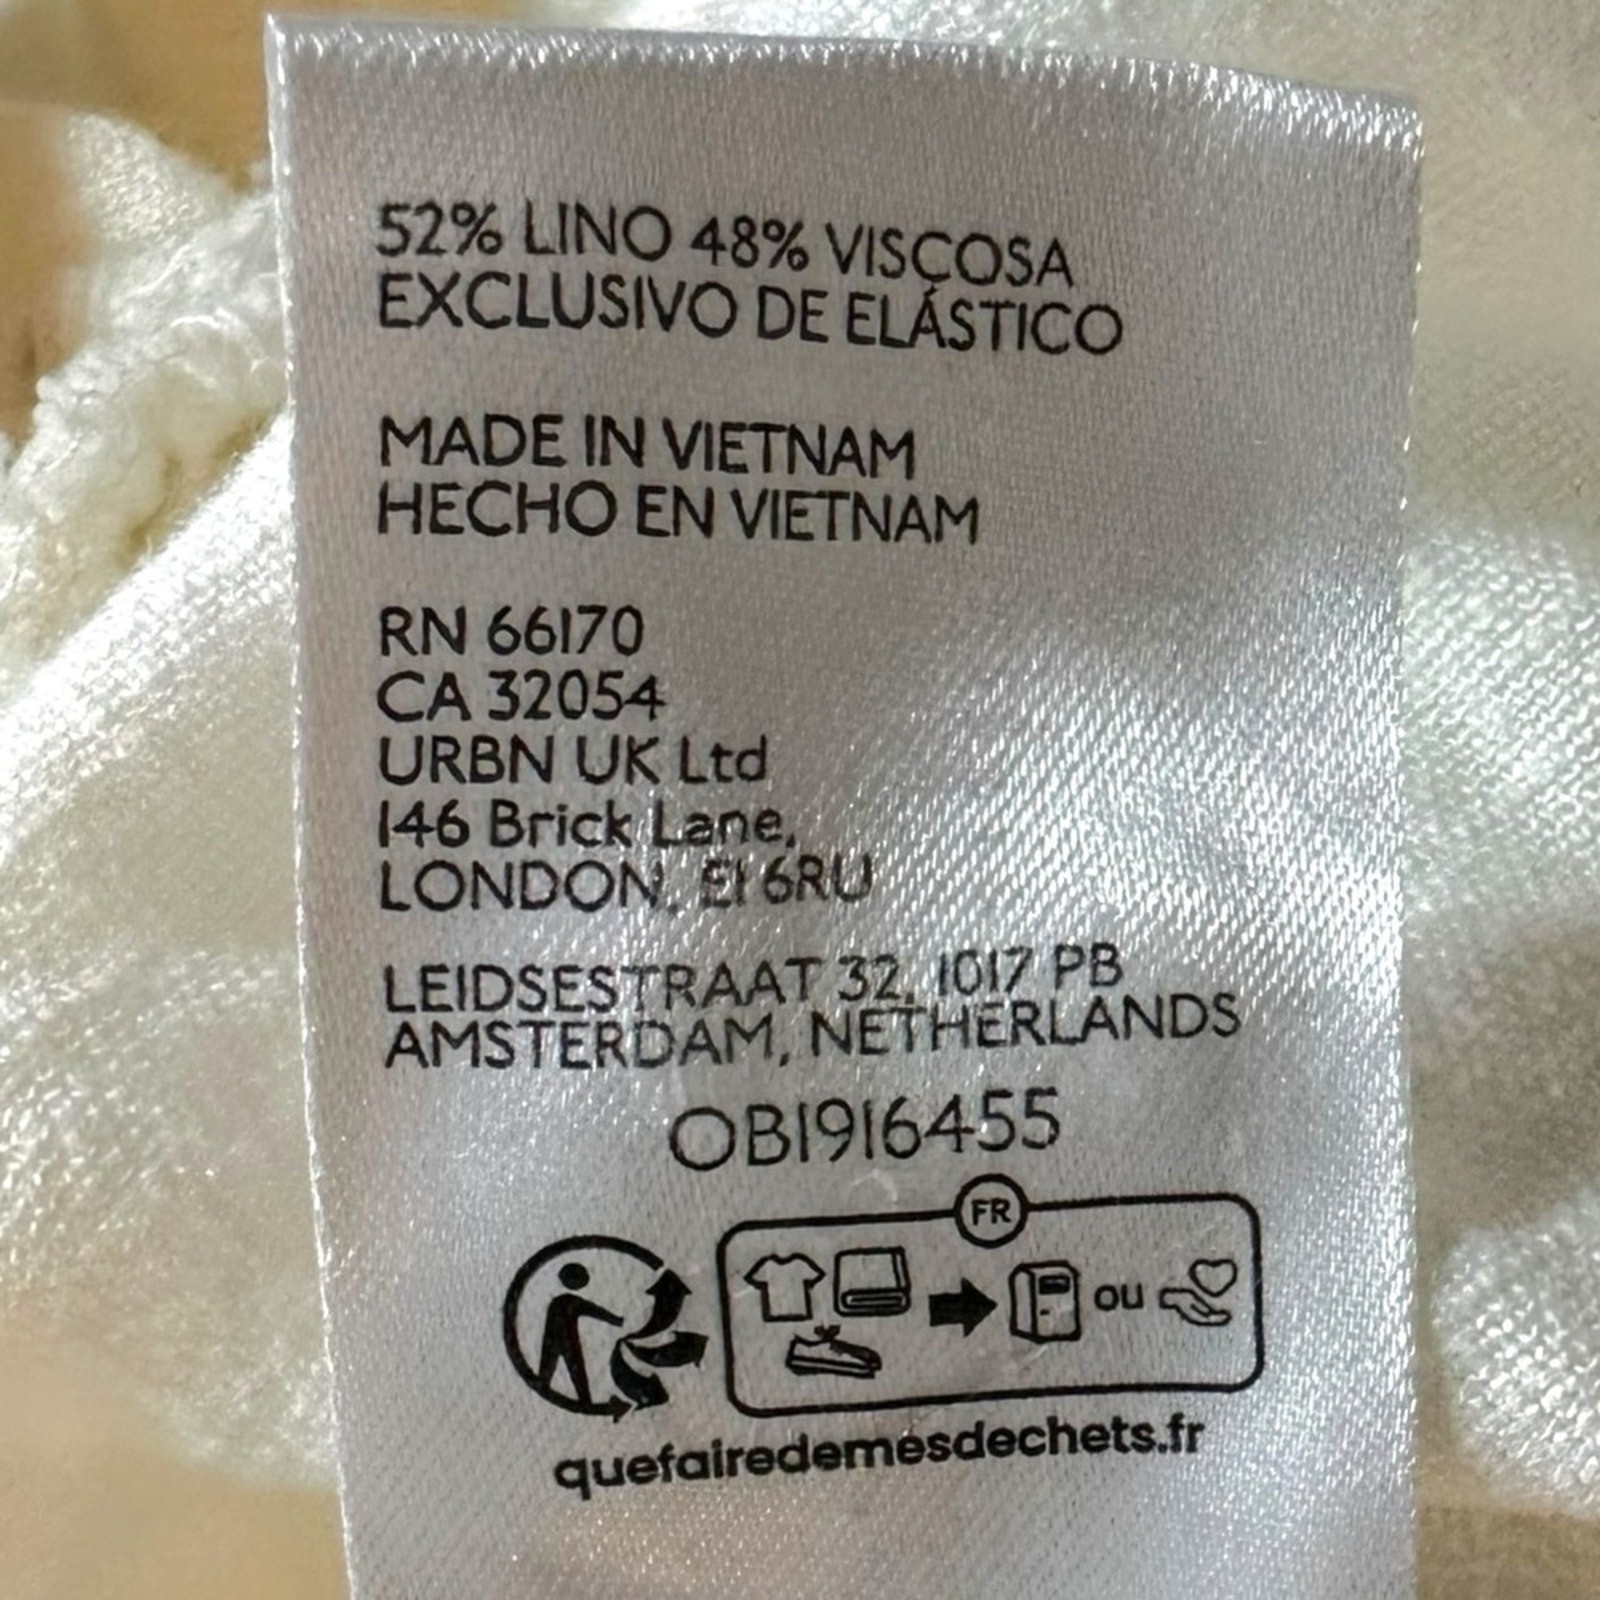 52% LINO 48% VISCOSA
EXCLUSIVO DE ELÁSTICO
MADE IN VIETNAM
HECHO EN VIETNAM
RN 66170
CA 32054
URBN UK Ltd
146 Brick Lane,
LONDON, E1 6RU
LEIDSESTRAAT 32, 1017 PB
AMSTERDAM, NETHERLANDS
OB1916455
FR
ou
quefairedemesdechets.fr